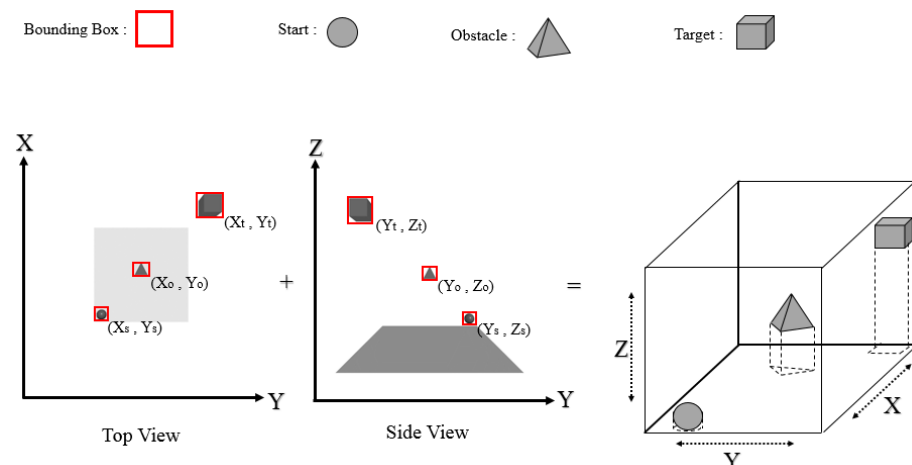 Bounding Box :
Start :
Obstacle :
Target :
X
Z
(Xt , Yt)
(Yt , Zt)
(Xo , Yo)
+
(Yo , Zo)
=
(Xs , Ys)
(Ys , Zs)
Z
X
Y
Y
Top View
Side View
Y